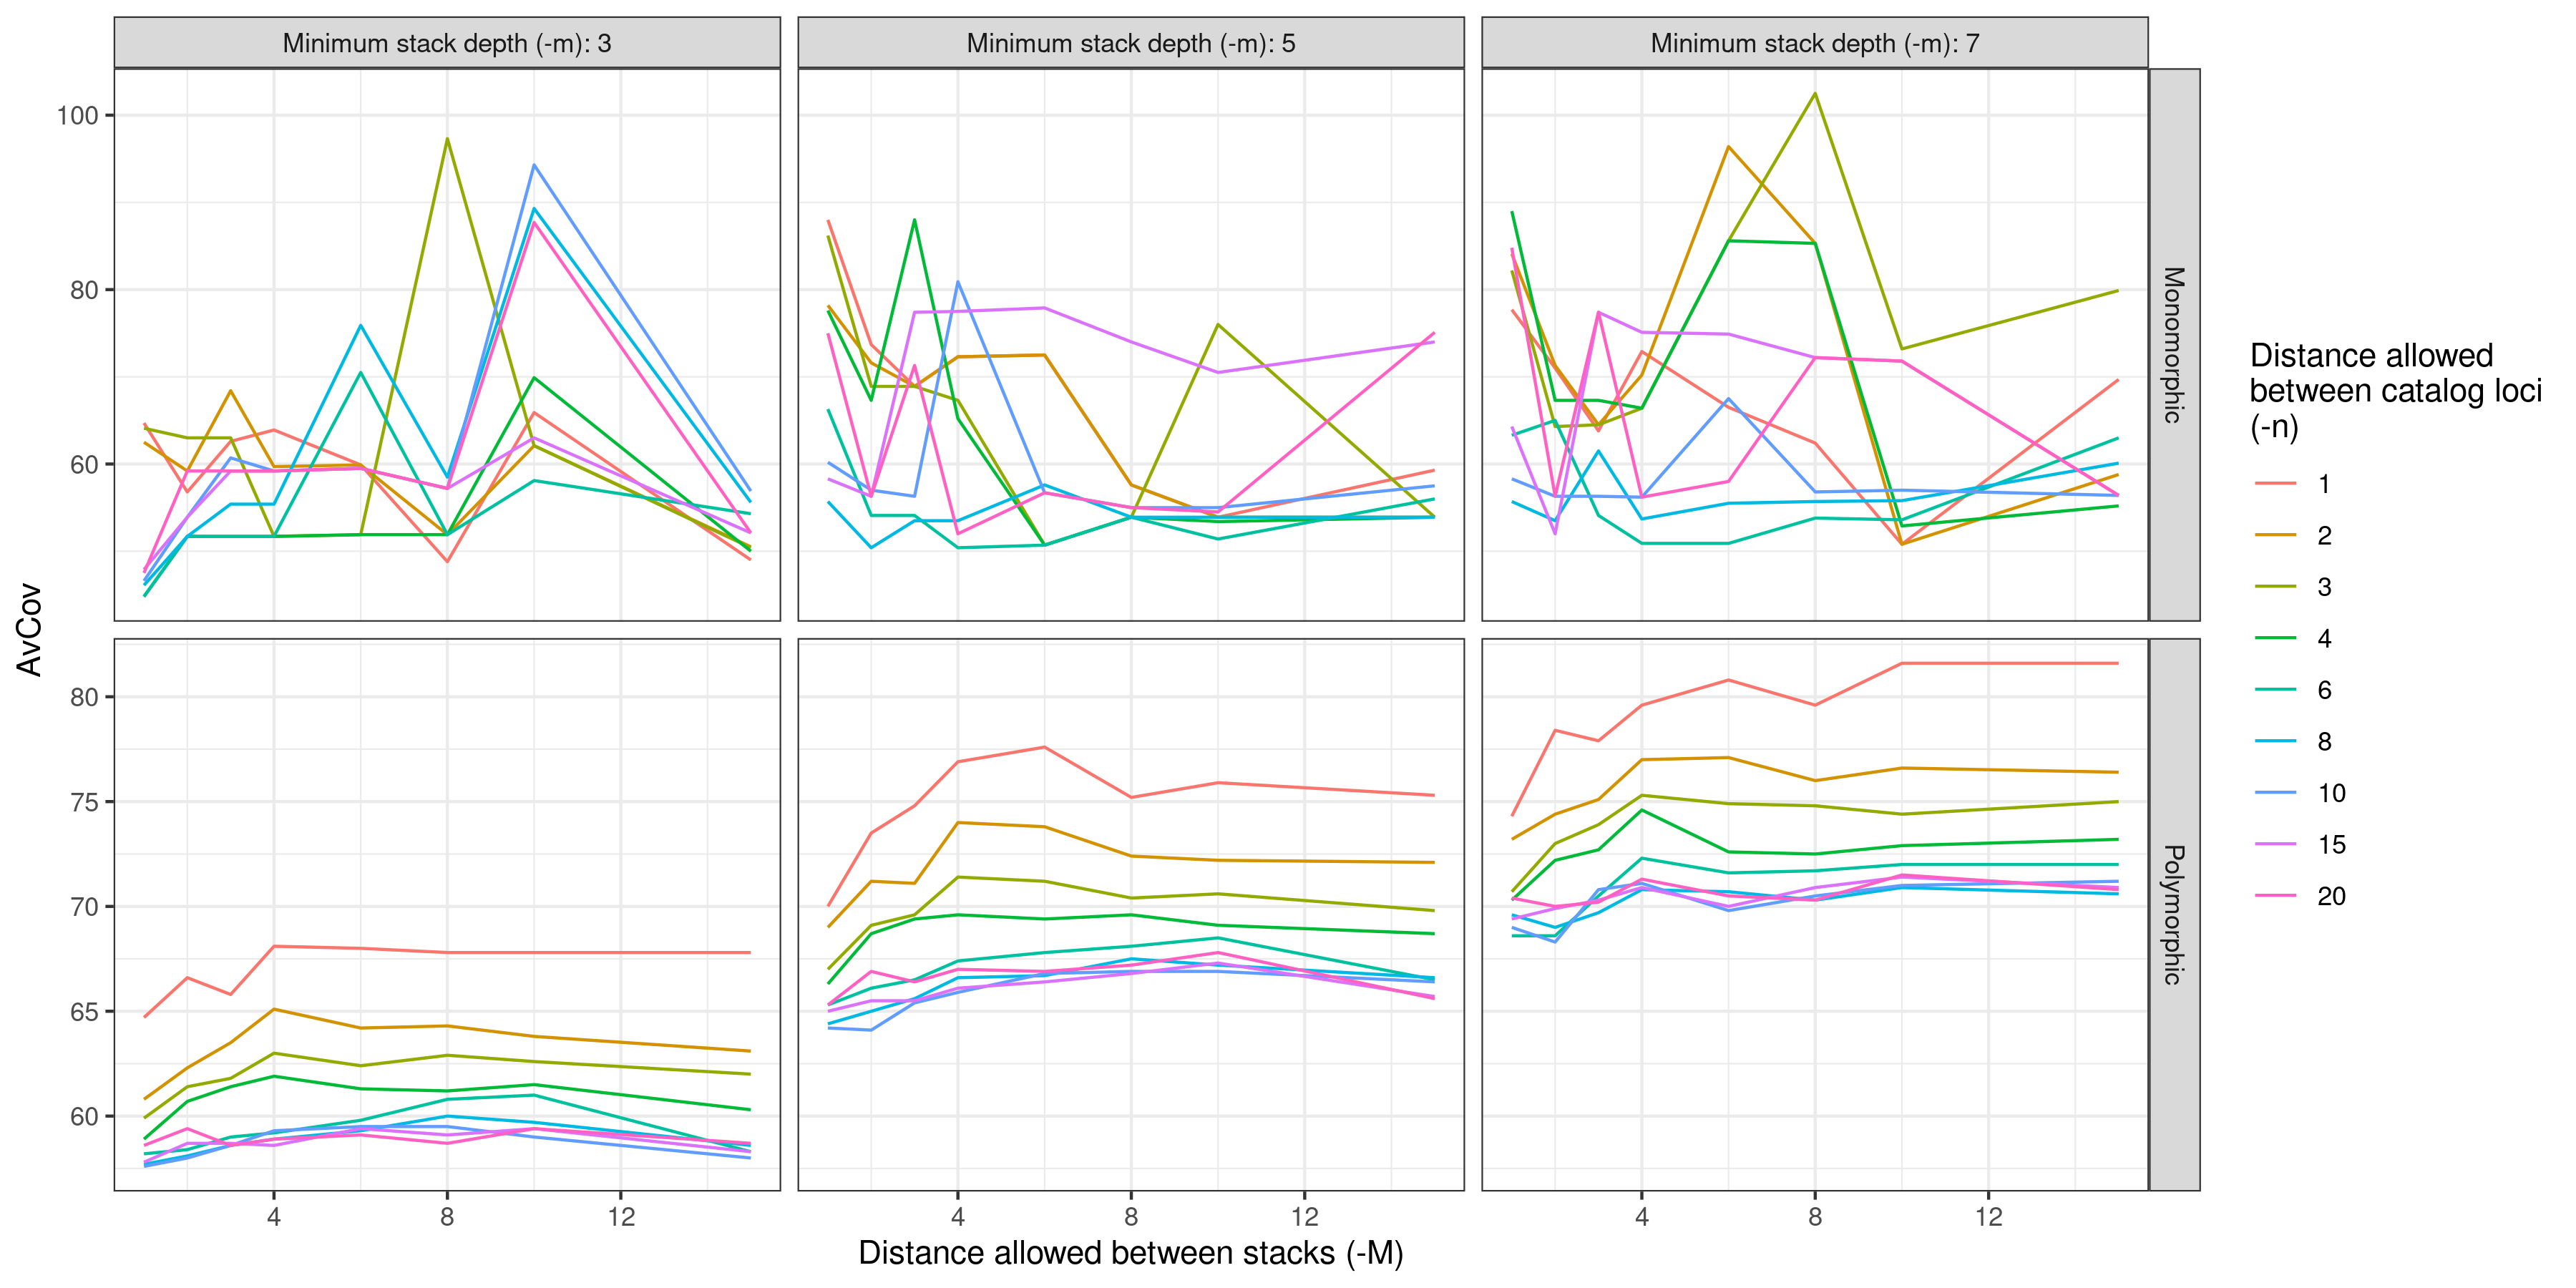 Minimum stack depth (-m): 3
Minimum stack depth (-m): 5
Minimum stack depth (-m): 7
100
80
60
Monomorphic
80
75
70
65
60
Polymorphic
AvCov
4
8
12
4
8
12
4
8
12
Distance allowed between stacks (-M)
Distance allowed
between catalog loci
(-n)
1
2
3
4
6
8
10
15
20